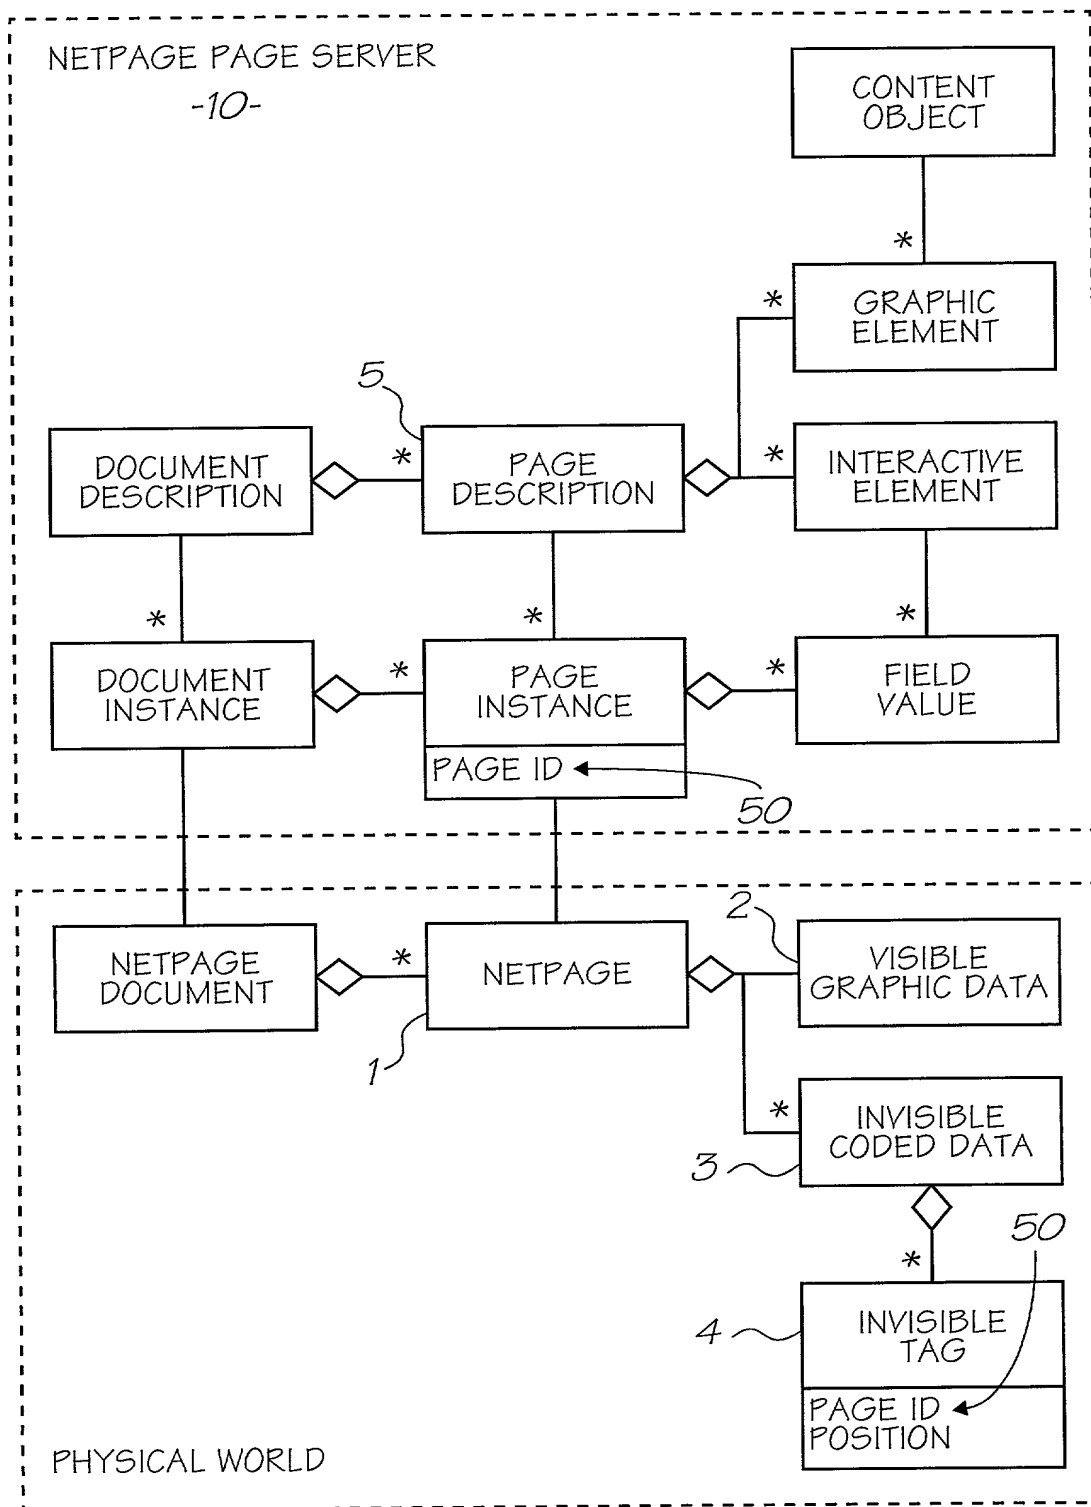 NETPAGE PAGE SERVER
-10-
CONTENT
OBJECT
*
*
GRAPHIC
ELEMENT
5
DOCUMENT
DESCRIPTION
*
PAGE
DESCRIPTION
*
INTERACTIVE
ELEMENT
*
*
*
DOCUMENT
INSTANCE
*
PAGE
INSTANCE
*
FIELD
VALUE
PAGE ID
50
2
NETPAGE
DOCUMENT
*
NETPAGE
VISIBLE
GRAPHIC DATA
1
*
INVISIBLE
CODED DATA
3
50
*
4
INVISIBLE
TAG
PAGE ID
POSITION
PHYSICAL WORLD